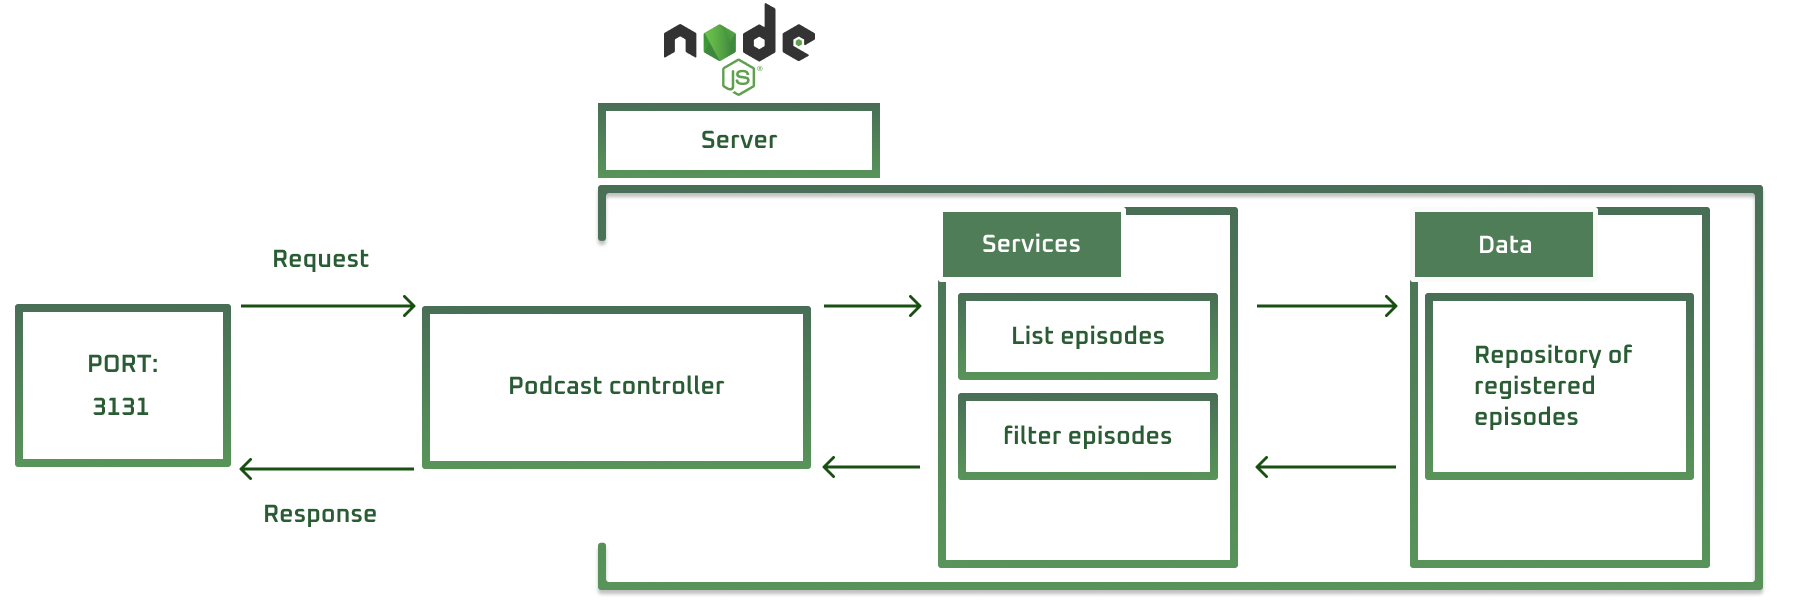 node
JS®
Server
Services
Data
Request
List episodes
PORT:
3131
Podcast controller
Repository of
registered
episodes
filter episodes
Response